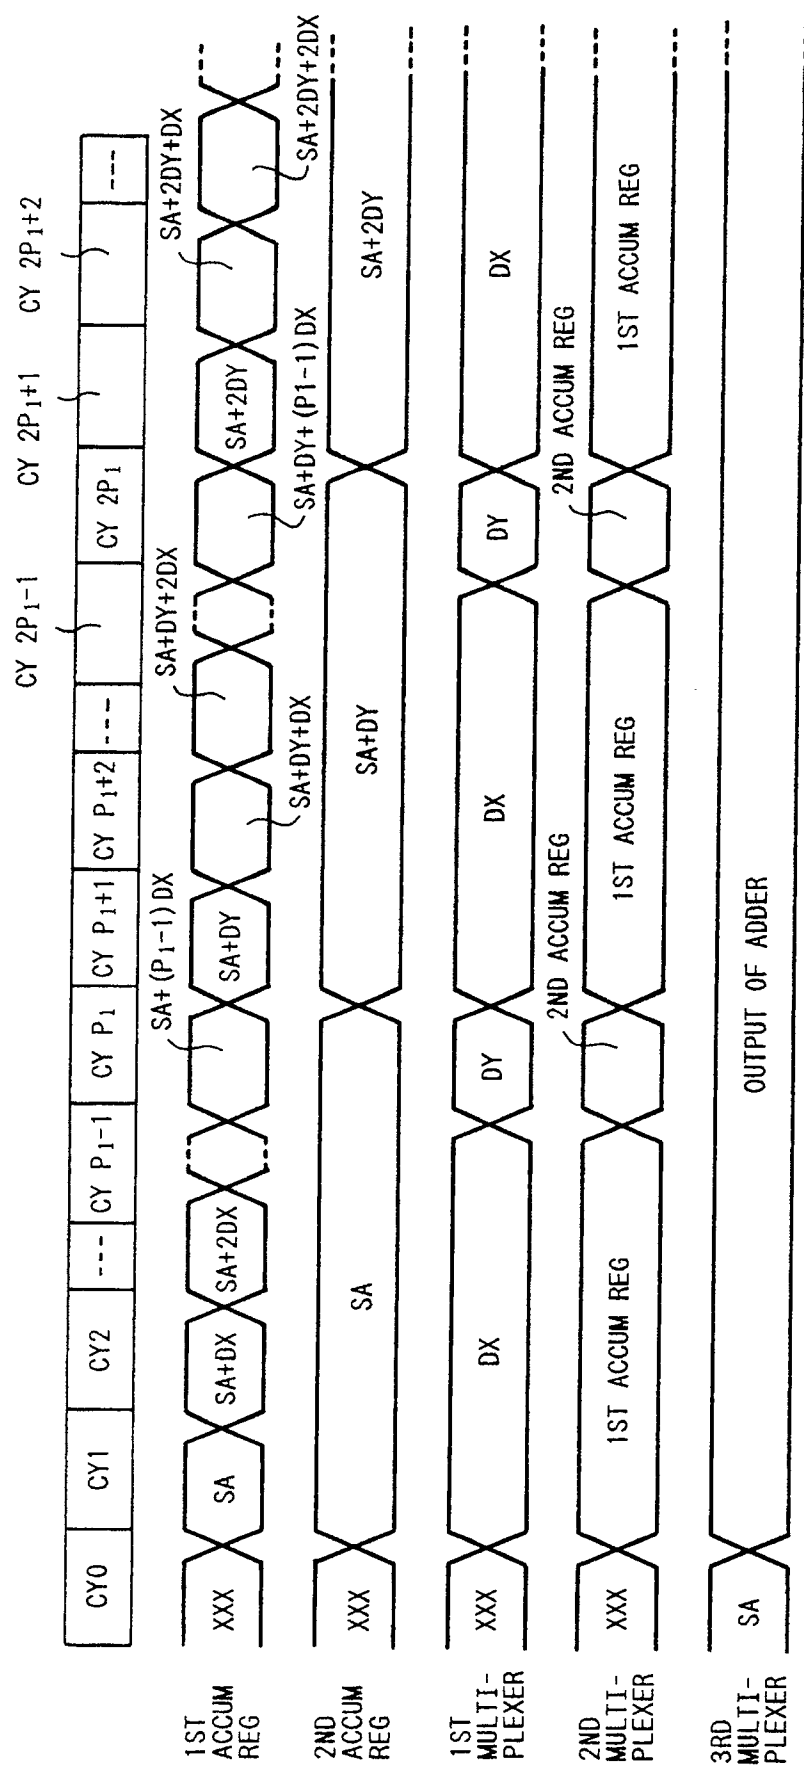 CY 2P1-1 CY 2P1+1 CY 2P1+2
CY0 CY1 CY2 --- CY P1-1 CY P1 CY P1+1 CY P1+2 --- CY 2P1 ---
SA+(P1-1)DX SA+DY+2DX SA+2DY+DX
1ST ACCUM REG XXX SA SA+DX SA+2DX SA+DY SA+2DY
SA+DY+DX SA+DY+(P1-1)DX SA+2DY+2DX
2ND ACCUM REG XXX SA SA+DY SA+2DY
1ST MULTI-PLEXER XXX DX DY DX DY DX
2ND ACCUM REG 2ND ACCUM REG
2ND MULTI-PLEXER XXX 1ST ACCUM REG 1ST ACCUM REG 1ST ACCUM REG
3RD MULTI-PLEXER SA OUTPUT OF ADDER